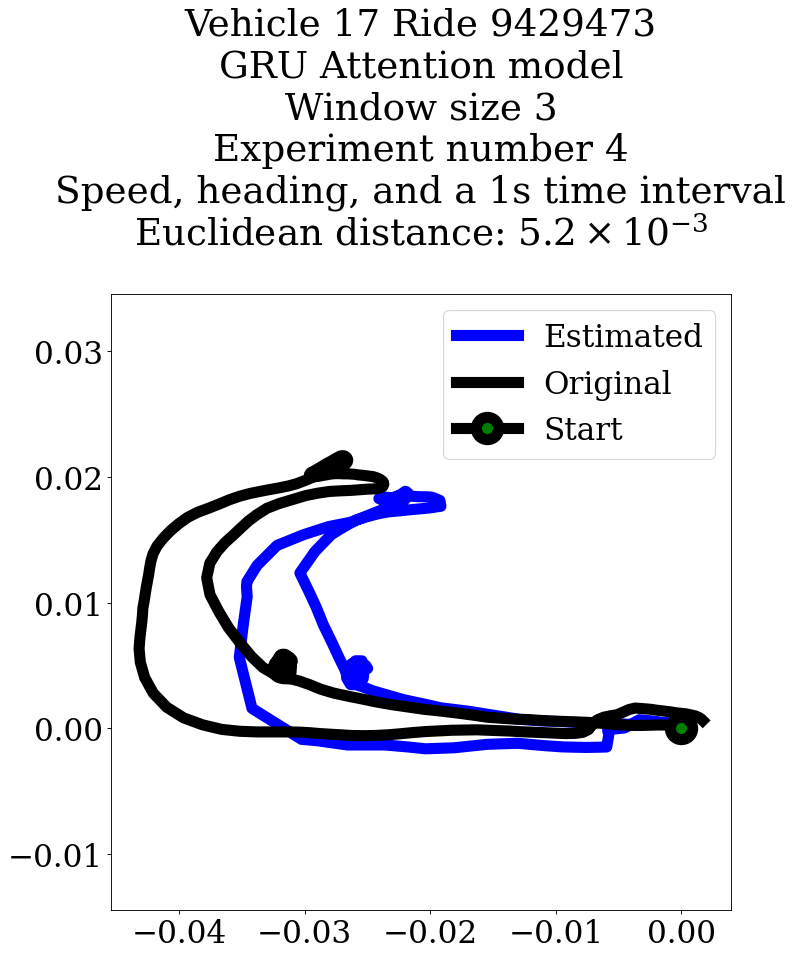 Vehicle 17 Ride 9429473
GRU Attention model
Window size 3
Experiment number 4
Speed, heading, and a 1s time interval
Euclidean distance: 5.2 × 10⁻³
Estimated
Original
Start
0.03
0.02
0.01
0.00
−0.01
−0.04 −0.03 −0.02 −0.01 0.00